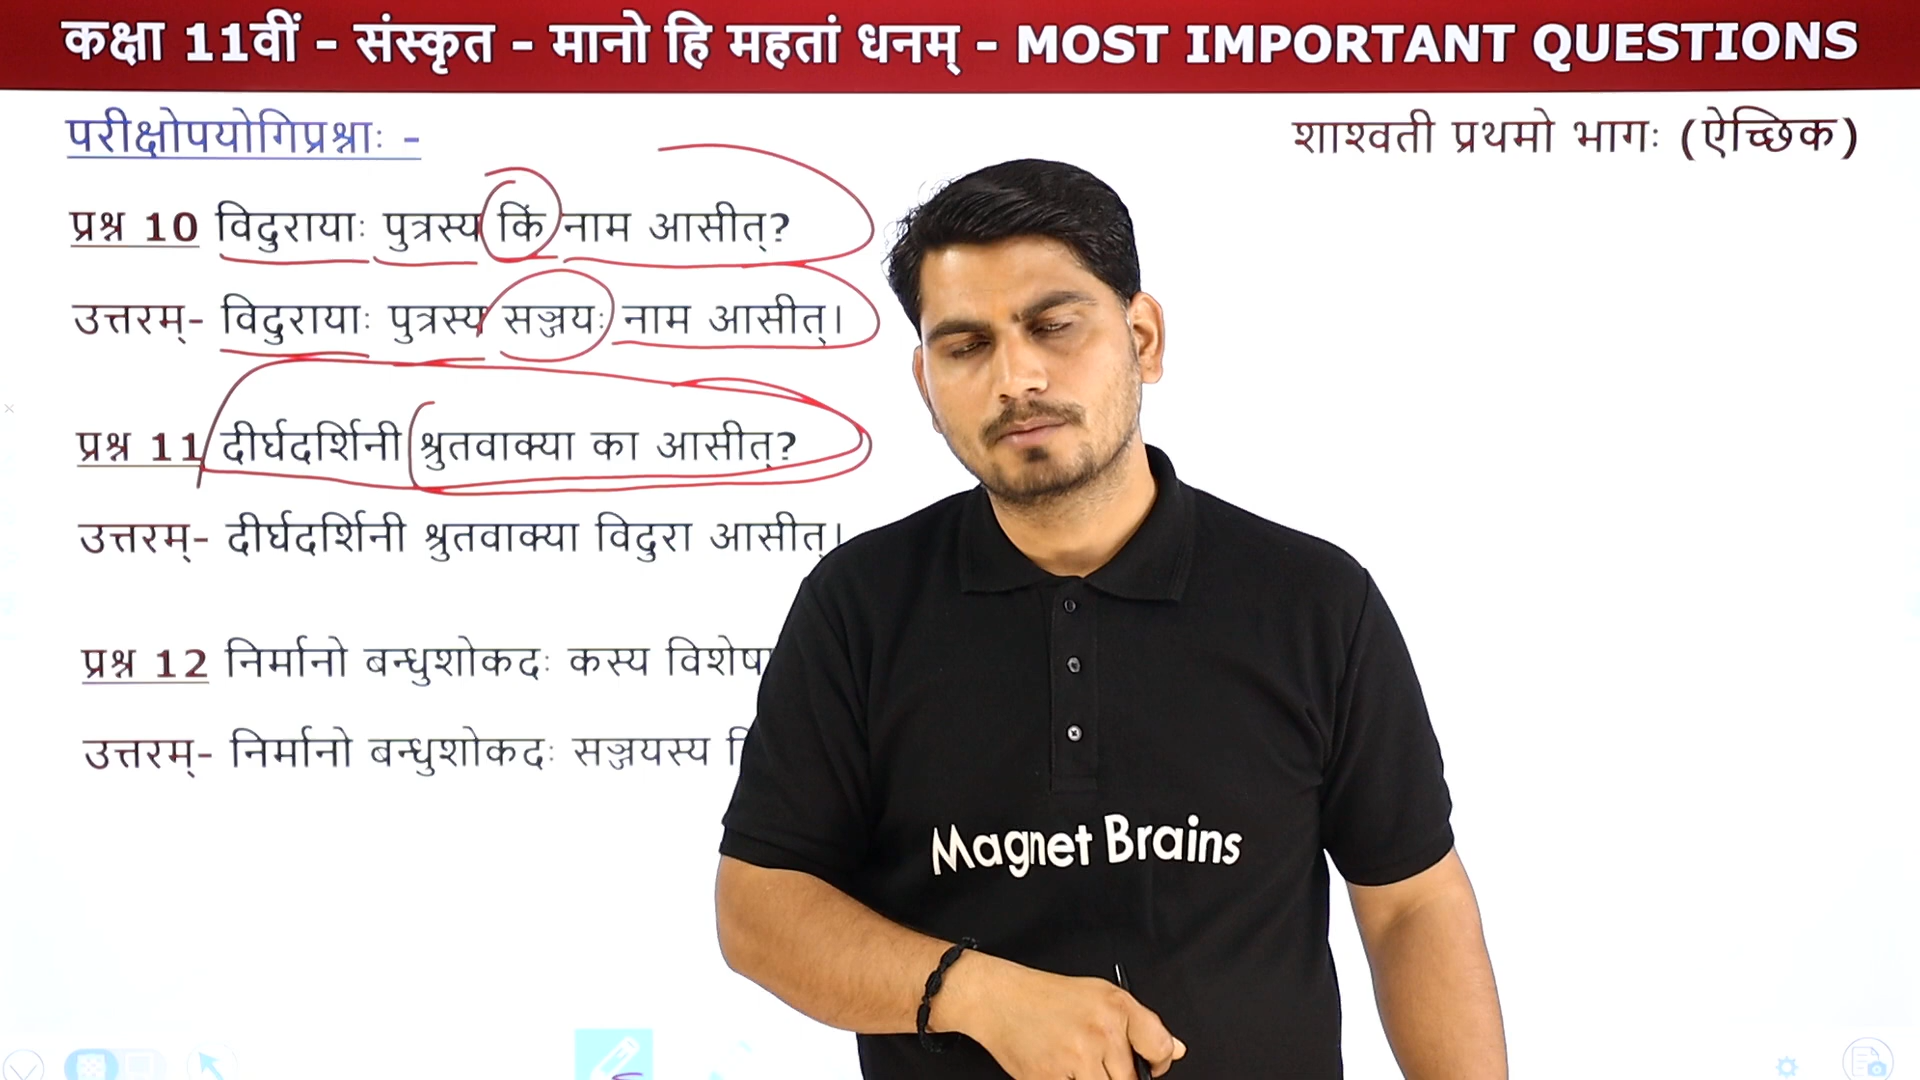 कक्षा 11वीं - संस्कृत - मानो हि महतां धनम् - MOST IMPORTANT QUESTIONS
परीक्षोपयोगिप्रश्नाः -
शाश्वती प्रथमो भागः (ऐच्छिक)
प्रश्न 10 विदुरायाः पुत्रस्य किं नाम आसीत्?
उत्तरम्- विदुरायाः पुत्रस्य सञ्जयः नाम आसीत्।
प्रश्न 11 दीर्घदर्शिनी श्रुतवाक्या का आसीत्?
उत्तरम्- दीर्घदर्शिनी श्रुतवाक्या विदुरा आसीत्।
प्रश्न 12 निर्मानो बन्धुशोकदः कस्य
उत्तरम्- निर्मानो बन्धुशोकदः सञ्जयस्य
Magnet Brains